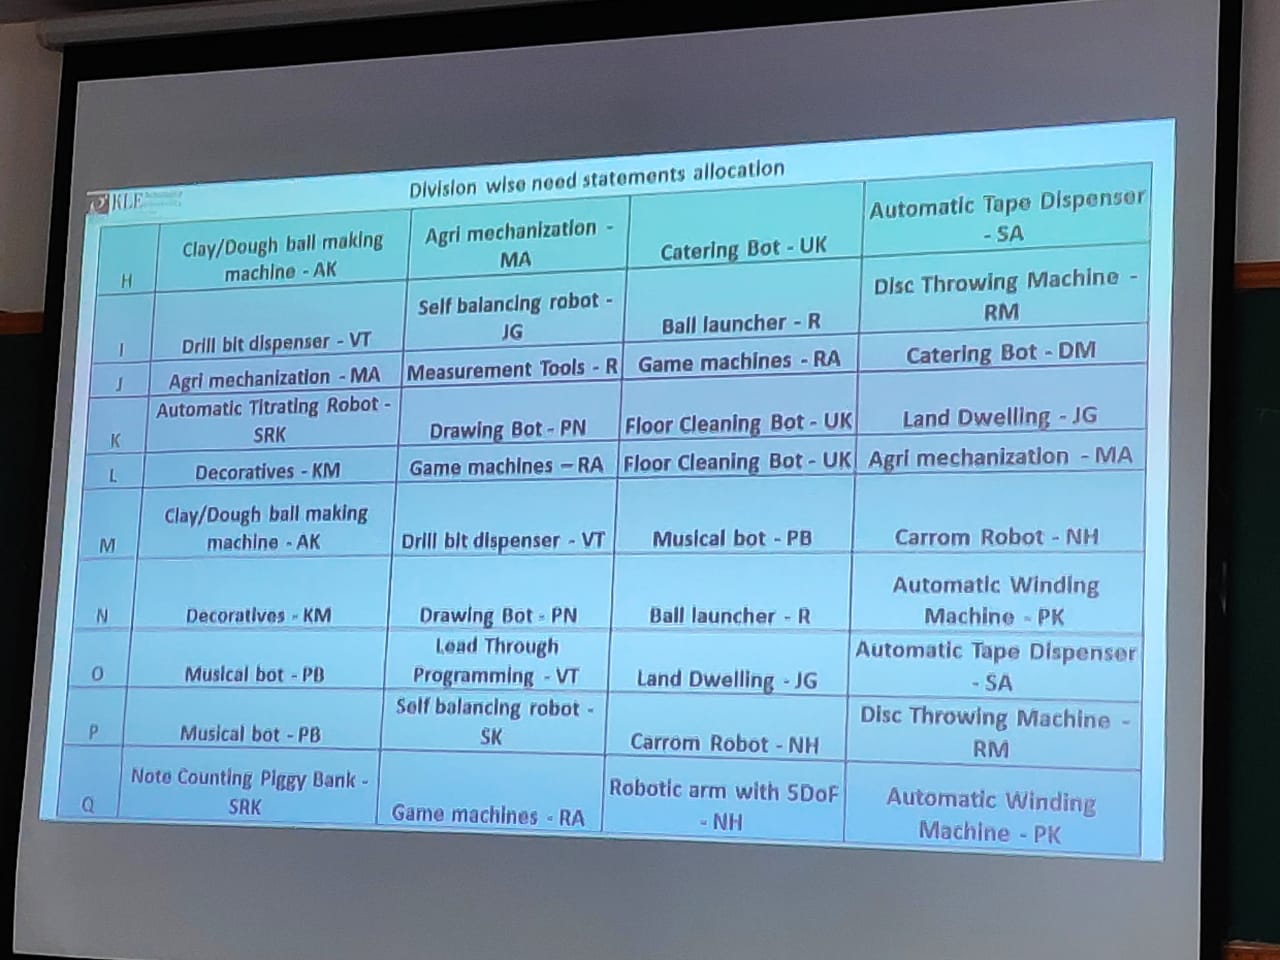 KLE
Division wise need statements allocation
H
Clay/Dough ball making
machine - AK
Agri mechanization -
MA
Catering Bot - UK
Automatic Tape Dispenser
- SA
I
Drill bit dispenser - VT
Self balancing robot -
JG
Ball launcher - R
Disc Throwing Machine -
RM
J
Agri mechanization - MA
Measurement Tools - R
Game machines - RA
Catering Bot - DM
K
Automatic Titrating Robot -
SRK
Drawing Bot - PN
Floor Cleaning Bot - UK
Land Dwelling - JG
L
Decoratives - KM
Game machines – RA
Floor Cleaning Bot - UK
Agri mechanization - MA
M
Clay/Dough ball making
machine - AK
Drill bit dispenser - VT
Musical bot - PB
Carrom Robot - NH
N
Decoratives - KM
Drawing Bot - PN
Ball launcher - R
Automatic Winding
Machine - PK
O
Musical bot - PB
Lead Through
Programming - VT
Land Dwelling - JG
Automatic Tape Dispenser
- SA
P
Musical bot - PB
Self balancing robot -
SK
Carrom Robot - NH
Disc Throwing Machine -
RM
Q
Note Counting Piggy Bank -
SRK
Game machines - RA
Robotic arm with 5DoF
- NH
Automatic Winding
Machine - PK